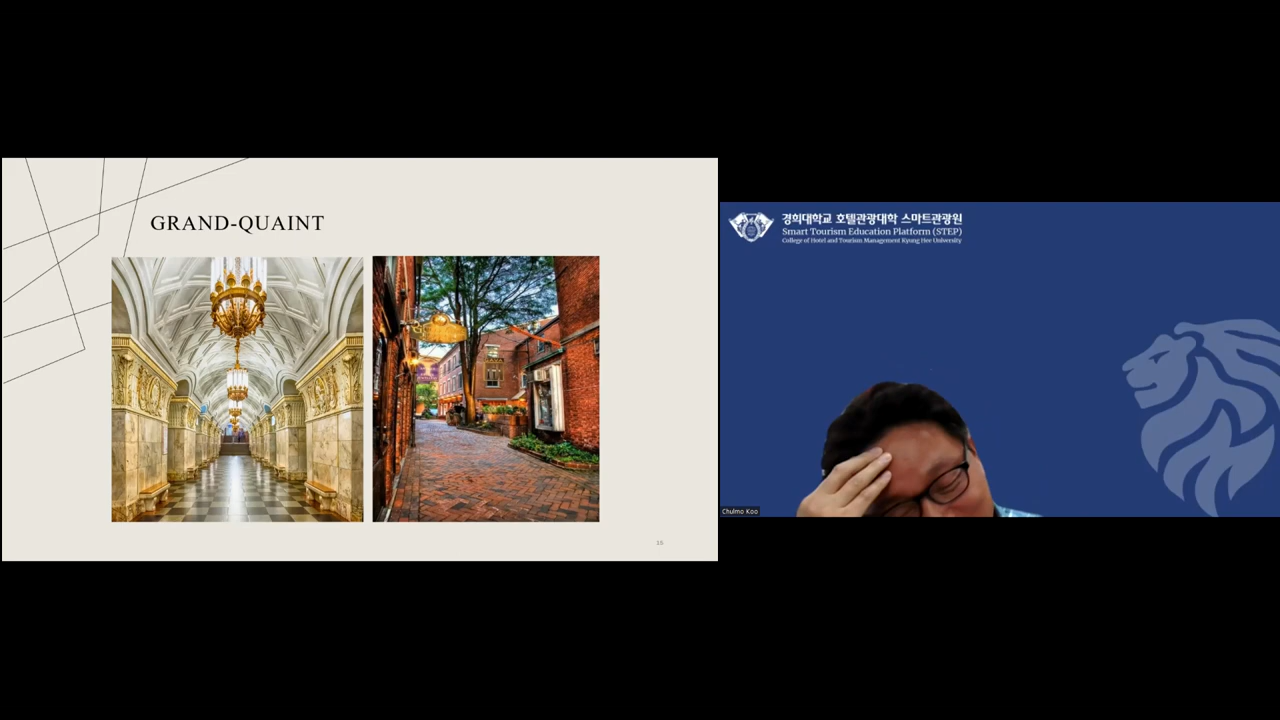 GRAND-QUAINT
15
경희대학교 호텔관광대학 스마트관광원
Smart Tourism Education Platform (STEP)
College of Hotel and Tourism Management Kyung Hee University
Chulmo Koo